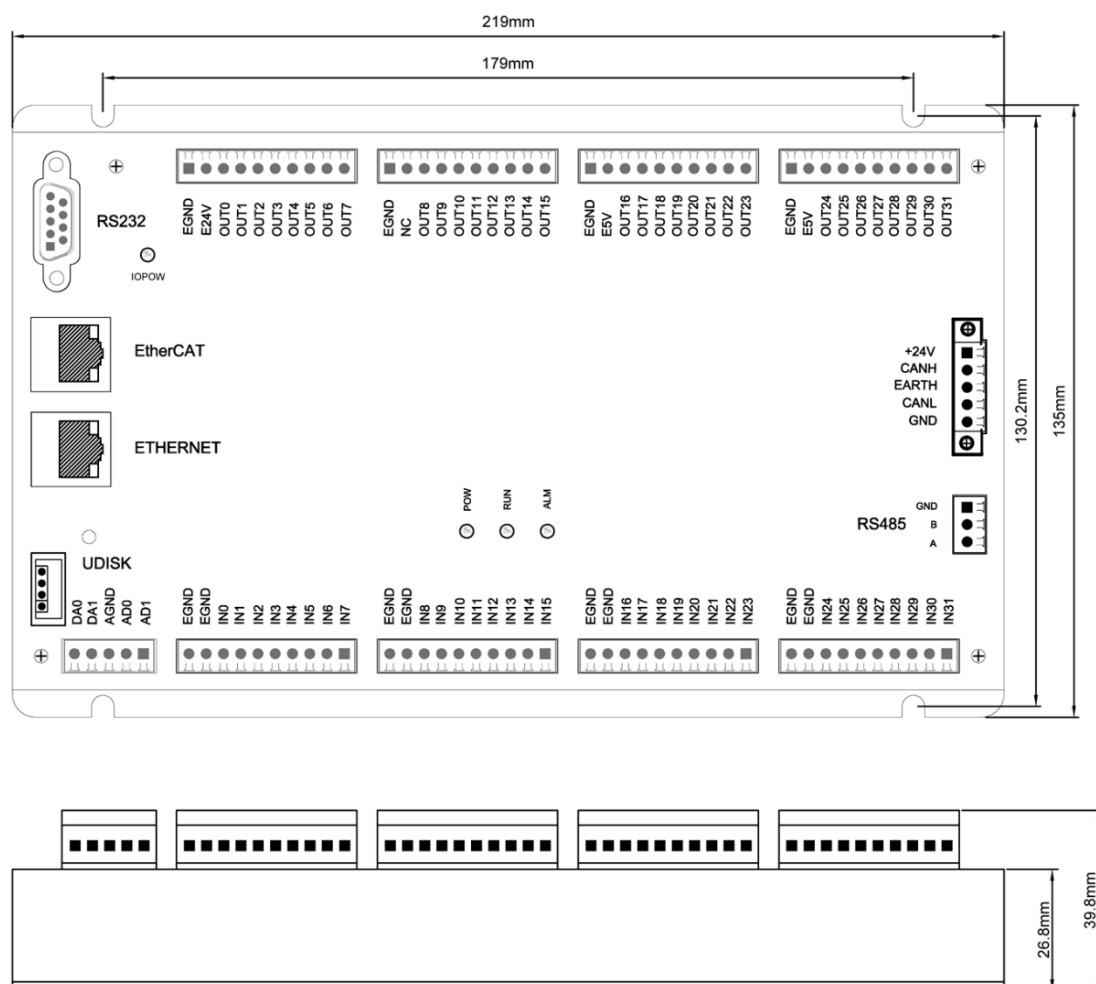 219mm
179mm
RS232
IOPOW
EGND
E24V
OUT0
OUT1
OUT2
OUT3
OUT4
OUT5
OUT6
OUT7
EGND
NC
OUT8
OUT9
OUT10
OUT11
OUT12
OUT13
OUT14
OUT15
EGND
E5V
OUT16
OUT17
OUT18
OUT19
OUT20
OUT21
OUT22
OUT23
EGND
E5V
OUT24
OUT25
OUT26
OUT27
OUT28
OUT29
OUT30
OUT31
EtherCAT
ETHERNET
+24V
CANH
EARTH
CANL
GND
130.2mm
135mm
POW
RUN
ALM
RS485
GND
B
A
UDISK
DA0
DA1
AGND
AD0
AD1
EGND
EGND
IN0
IN1
IN2
IN3
IN4
IN5
IN6
IN7
EGND
EGND
IN8
IN9
IN10
IN11
IN12
IN13
IN14
IN15
EGND
EGND
IN16
IN17
IN18
IN19
IN20
IN21
IN22
IN23
EGND
EGND
IN24
IN25
IN26
IN27
IN28
IN29
IN30
IN31
26.8mm
39.8mm